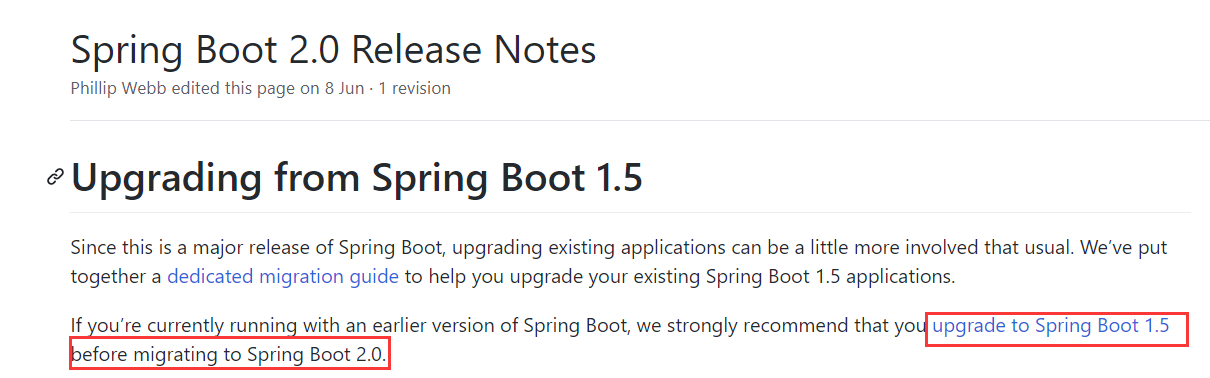 Spring Boot 2.0 Release Notes
Phillip Webb edited this page on 8 Jun · 1 revision
Upgrading from Spring Boot 1.5
Since this is a major release of Spring Boot, upgrading existing applications can be a little more involved that usual. We’ve put
together a dedicated migration guide to help you upgrade your existing Spring Boot 1.5 applications.
If you’re currently running with an earlier version of Spring Boot, we strongly recommend that you upgrade to Spring Boot 1.5
before migrating to Spring Boot 2.0.